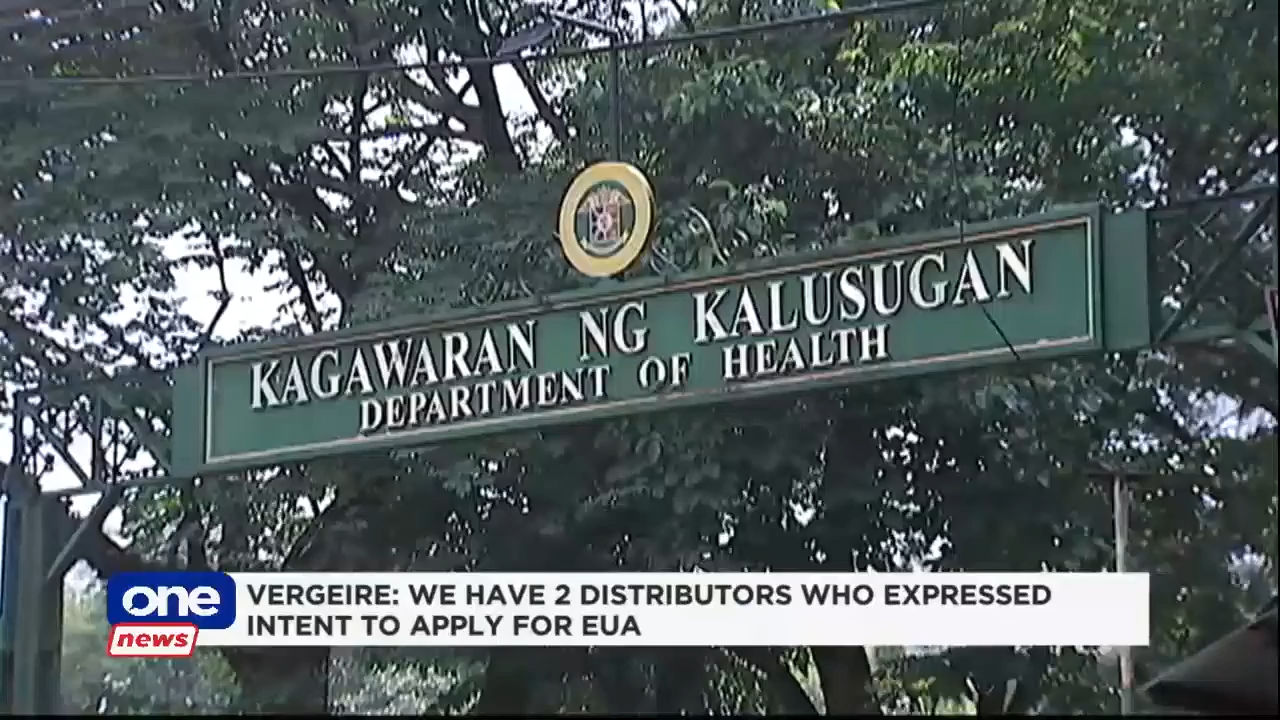 KAGAWARAN NG KALUSUGAN
DEPARTMENT OF HEALTH
one
news
VERGEIRE: WE HAVE 2 DISTRIBUTORS WHO EXPRESSED
INTENT TO APPLY FOR EUA